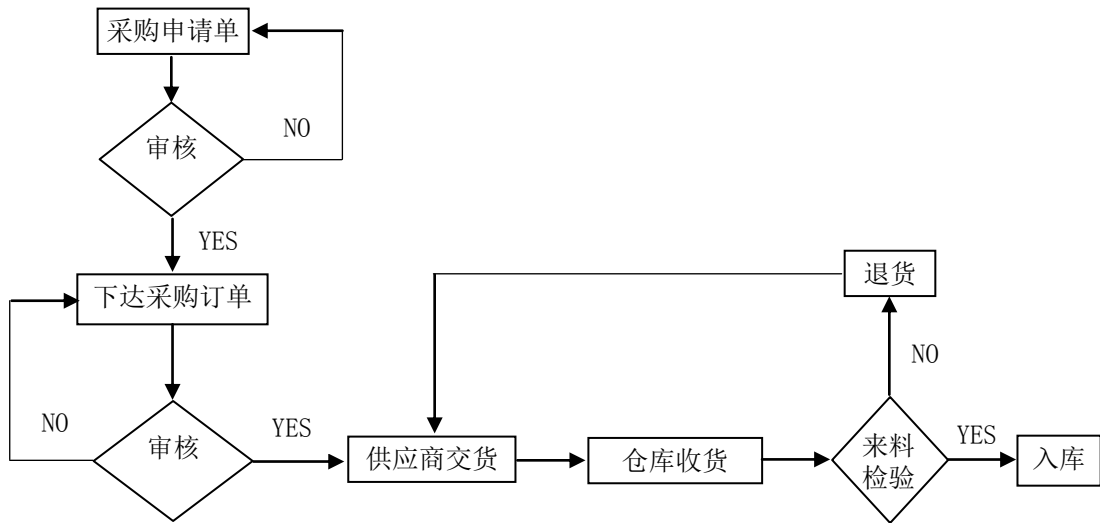 采购申请单
审核
NO
YES
下达采购订单
退货
NO
NO
审核
YES
供应商交货
仓库收货
来料
检验
YES
入库